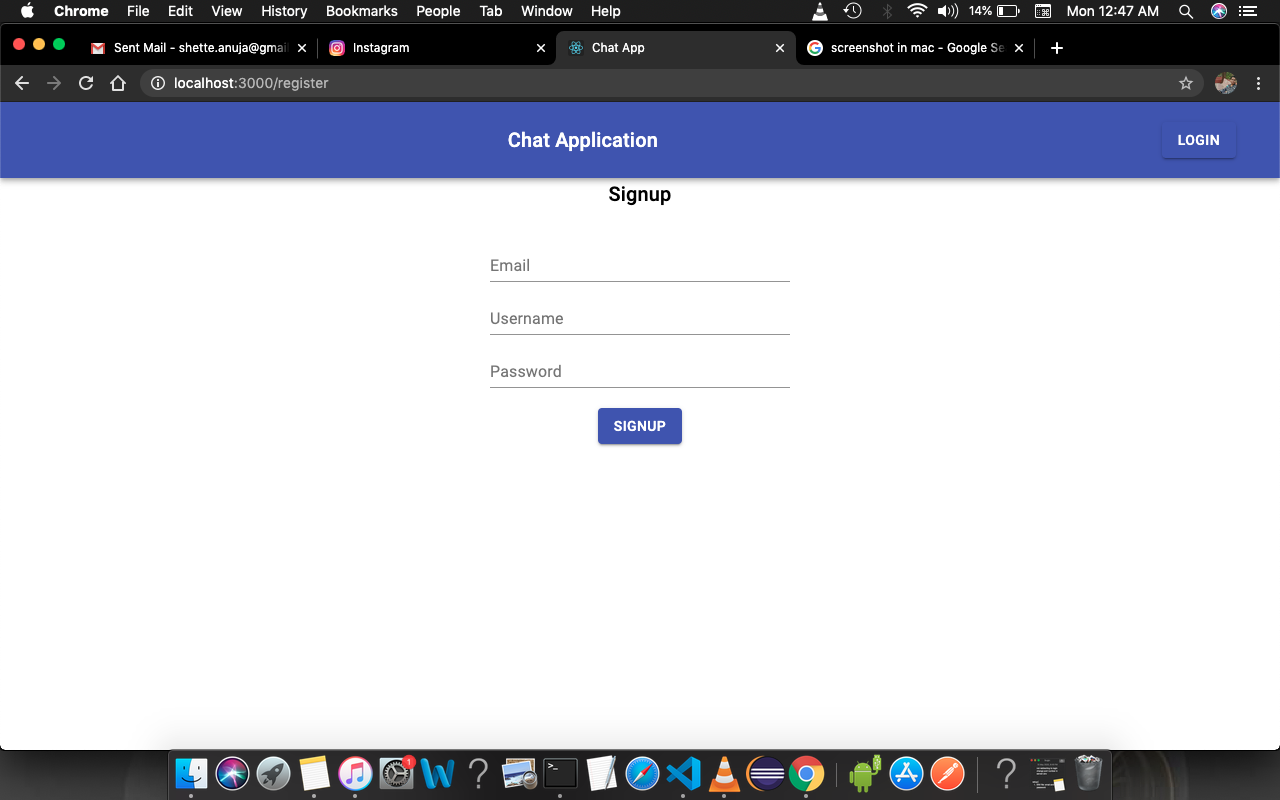 Chrome File Edit View History Bookmarks People Tab Window Help 14% Mon 12:47 AM
Sent Mail - shette.anuja@gmail Instagram Chat App screenshot in mac - Google Se
localhost:3000/register
Chat Application LOGIN
Signup
Email
Username
Password
SIGNUP
1